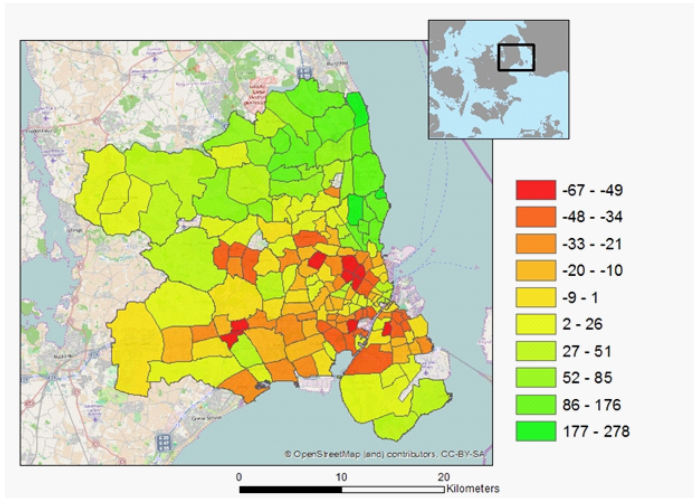 -67 - -49
-48 - -34
-33 - -21
-20 - -10
-9 - 1
2 - 26
27 - 51
52 - 85
86 - 176
177 - 278
© OpenStreetMap (and) contributors, CC-BY-SA
0 10 20
Kilometers